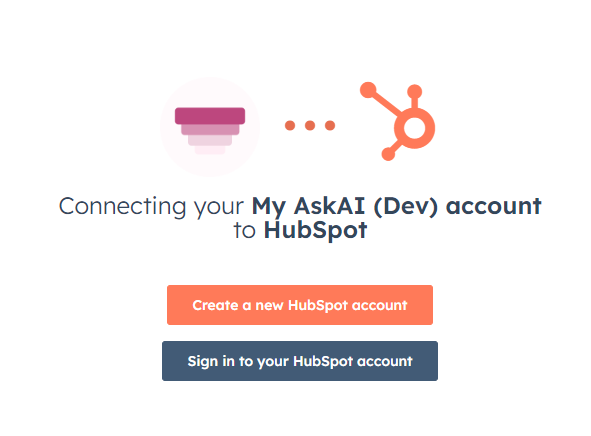 Connecting your My AskAI (Dev) account
to HubSpot
Create a new HubSpot account
Sign in to your HubSpot account